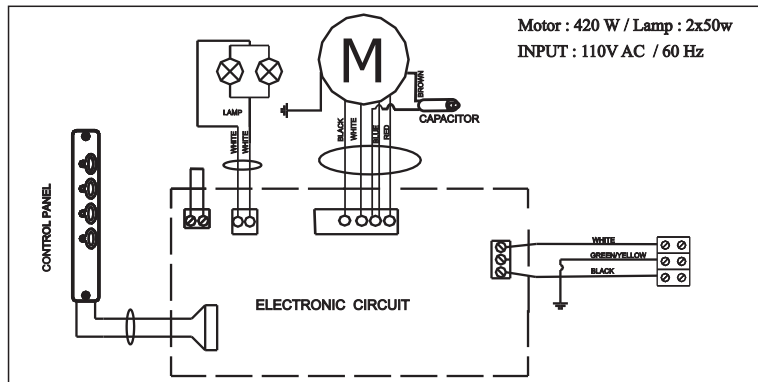 Motor : 420 W / Lamp : 2x50w
INPUT : 110V AC / 60 Hz
M
BROWN
LAMP
CAPACITOR
BLACK
WHITE
BLUE
RED
WHITE
WHITE
CONTROL PANEL
WHITE
GREEN/YELLOW
BLACK
ELECTRONIC CIRCUIT